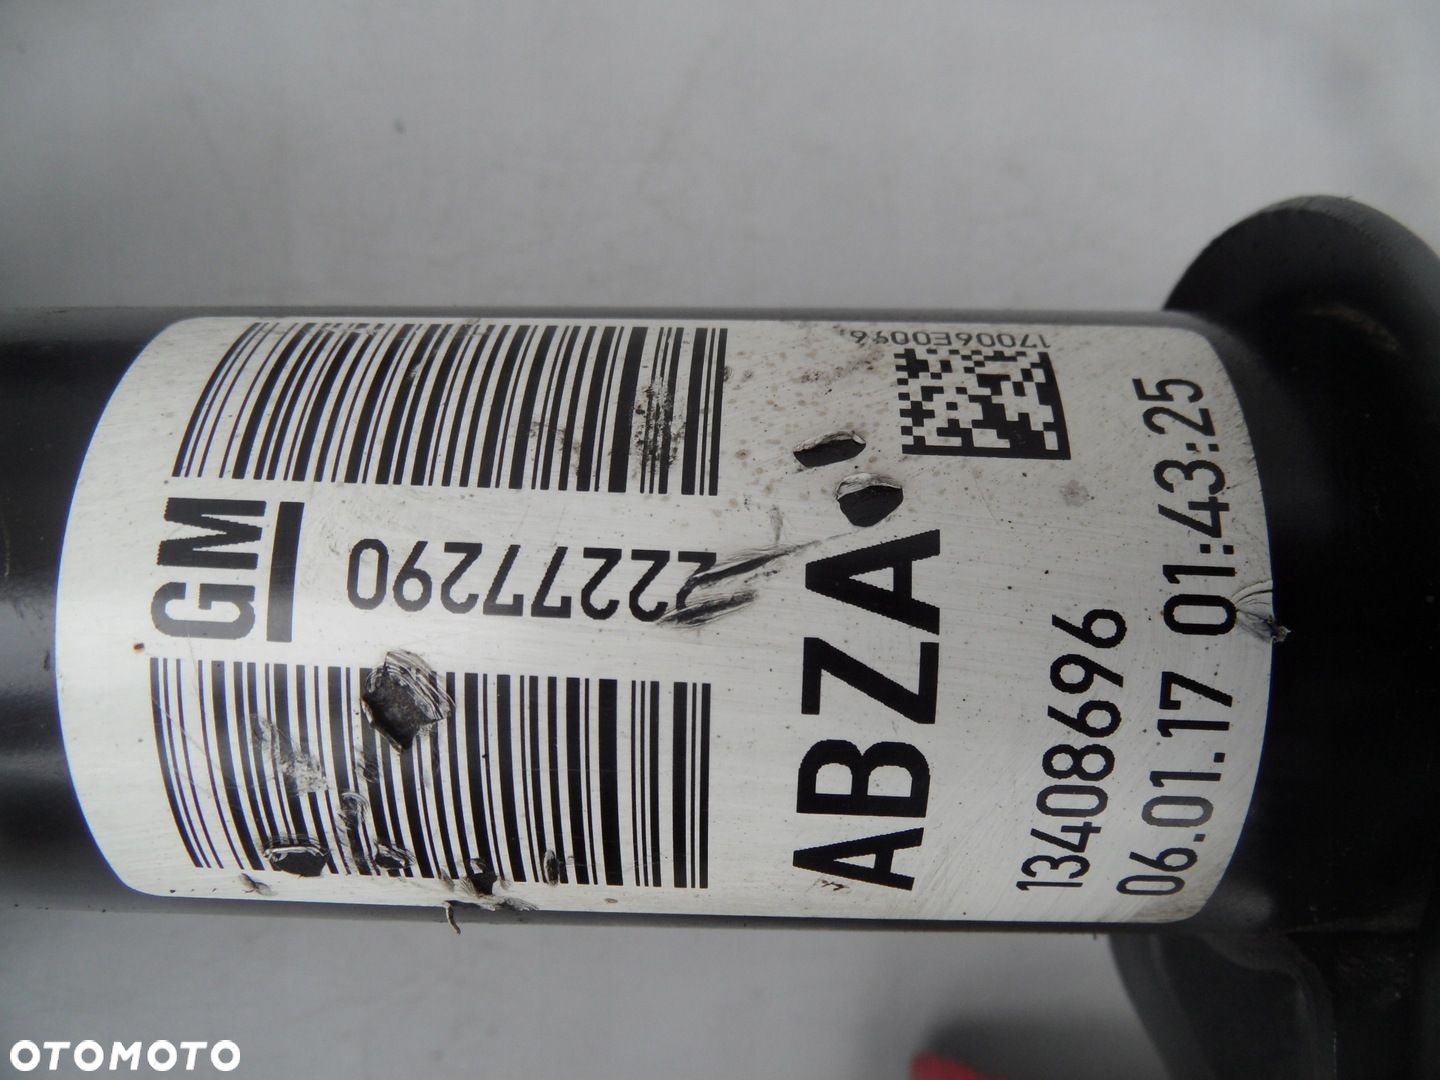 GM
22277290
ABZA
13408696
06.01.17 01:43:25
17006E0096
OTOMOTO